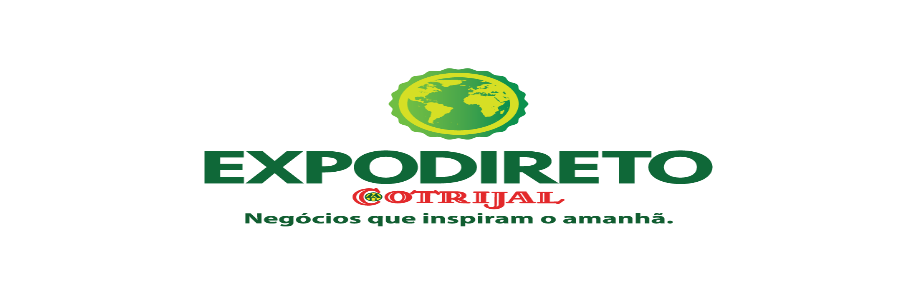 EXPODIRETO
COTRIJAL
Negócios que inspiram o amanhã.